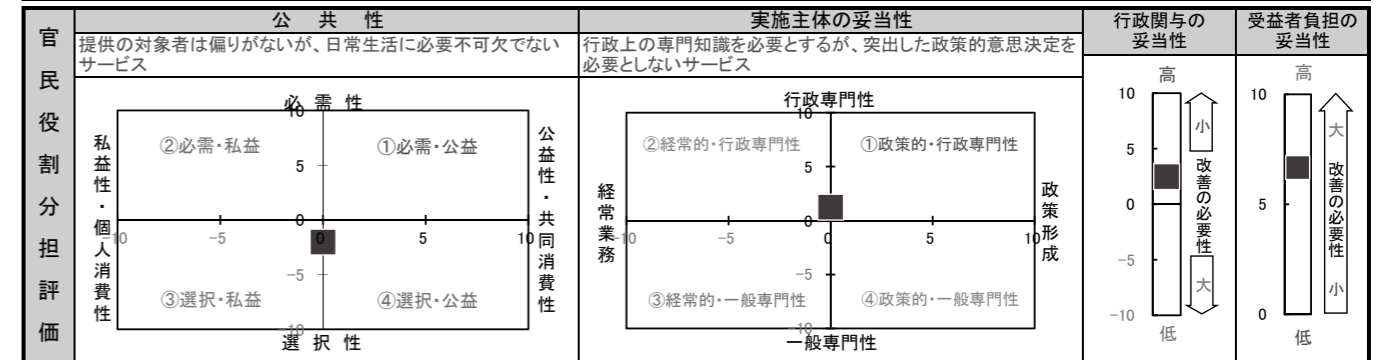 官民役割分担評価
公 共 性
提供の対象者は偏りがないが、日常生活に必要不可欠でない
サービス
必 需 性
10
②必需・私益
①必需・公益
5
私益性・個人消費性
公益性・共同消費性
0
-10
-5
0
5
10
-5
③選択・私益
④選択・公益
-10
選 択 性
実施主体の妥当性
行政上の専門知識を必要とするが、突出した政策的意思決定を
必要としないサービス
行政専門性
10
②経常的・行政専門性
①政策的・行政専門性
5
経常業務
政策形成
0
-10
-5
0
5
10
-5
③経常的・一般専門性
④政策的・一般専門性
-10
一般専門性
行政関与の
妥当性
高
10
5
0
-5
-10
小
改善の必要性
大
低
受益者負担の
妥当性
高
10
5
0
大
改善の必要性
小
低